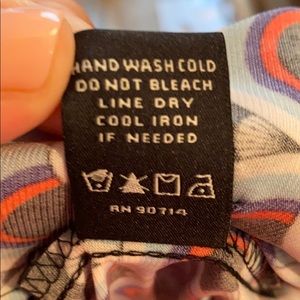 HAND WASH COLD
DO NOT BLEACH
LINE DRY
COOL IRON
IF NEEDED
RN 90714